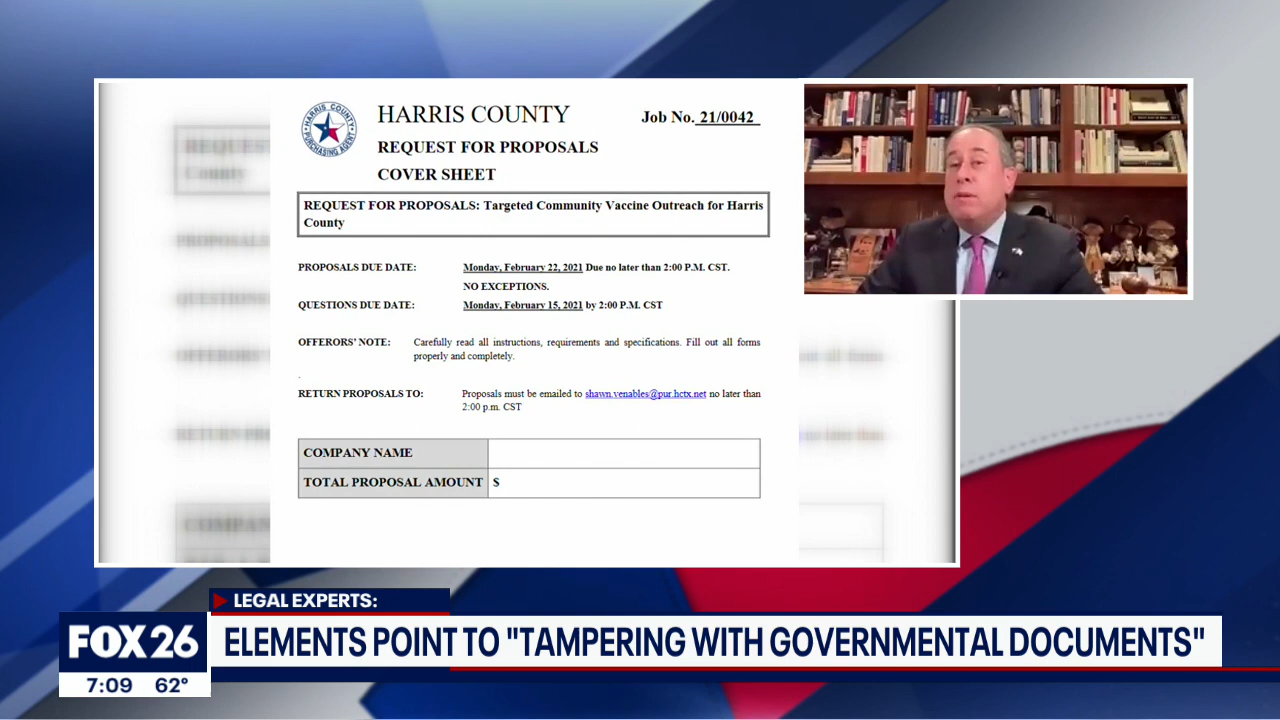 HARRIS COUNTY
PURCHASING AGENT
HARRIS COUNTY
Job No. 21/0042
REQUEST FOR PROPOSALS
COVER SHEET
REQUEST FOR PROPOSALS: Targeted Community Vaccine Outreach for Harris
County
PROPOSALS DUE DATE: Monday, February 22, 2021 Due no later than 2:00 P.M. CST.
NO EXCEPTIONS.
QUESTIONS DUE DATE: Monday, February 15, 2021 by 2:00 P.M. CST
OFFERORS' NOTE: Carefully read all instructions, requirements and specifications. Fill out all forms
properly and completely.
.
RETURN PROPOSALS TO: Proposals must be emailed to shawn.venables@pur.hctx.net no later than
2:00 p.m. CST
COMPANY NAME
TOTAL PROPOSAL AMOUNT $
LEGAL EXPERTS:
FOX 26
ELEMENTS POINT TO "TAMPERING WITH GOVERNMENTAL DOCUMENTS"
7:09 62°